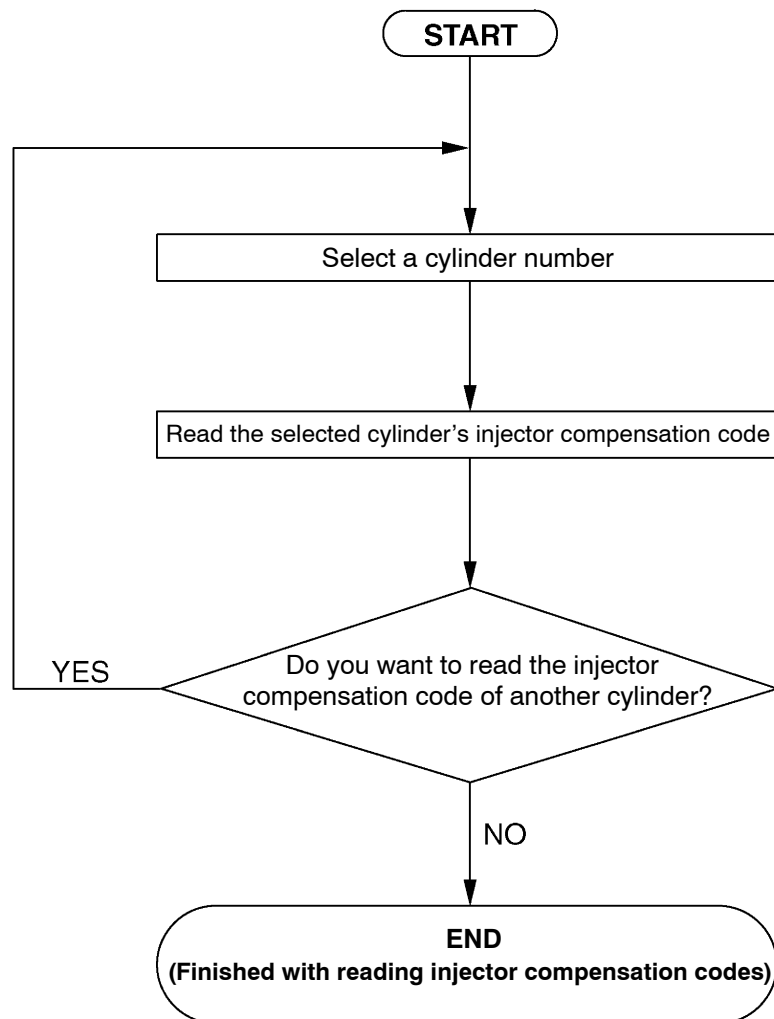 START
Select a cylinder number
Read the selected cylinder’s injector compensation code
Do you want to read the injector
compensation code of another cylinder?
YES
NO
END
(Finished with reading injector compensation codes)